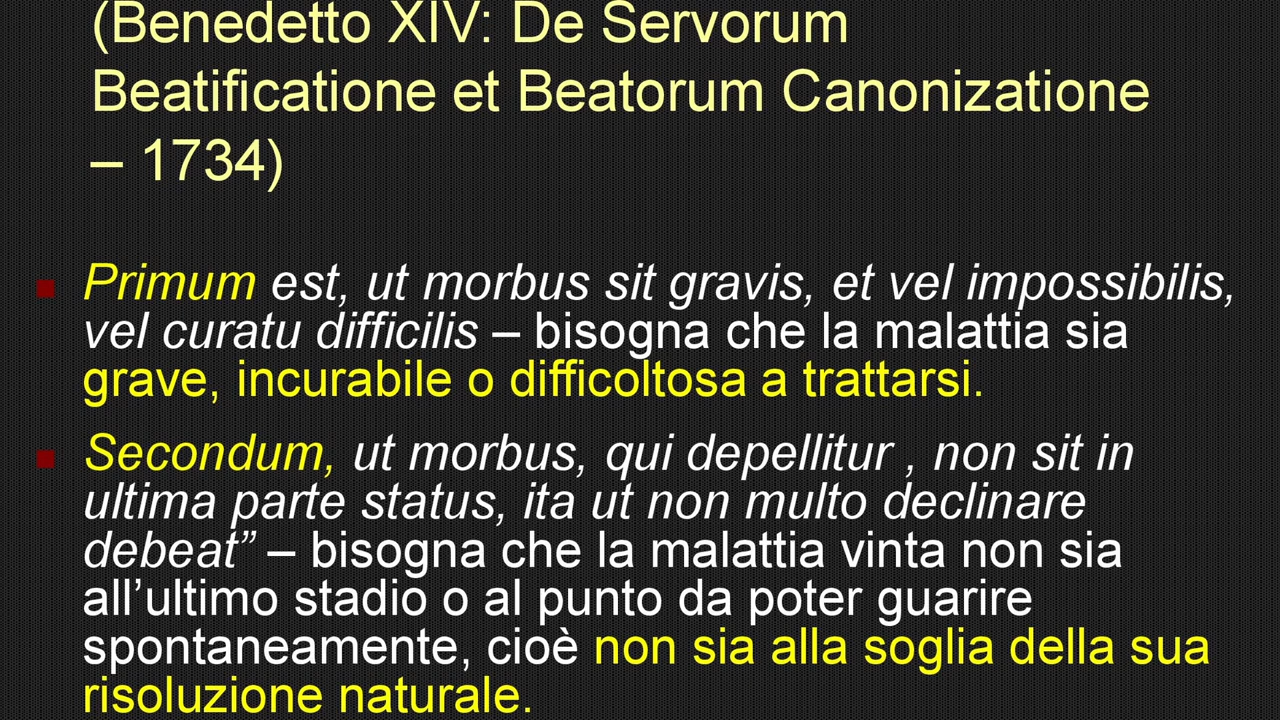 (Benedetto XIV: De Servorum
Beatificatione et Beatorum Canonizatione
– 1734)
Primum est, ut morbus sit gravis, et vel impossibilis,
vel curatu difficilis – bisogna che la malattia sia
grave, incurabile o difficoltosa a trattarsi.
Secondum, ut morbus, qui depellitur , non sit in
ultima parte status, ita ut non multo declinare
debeat” – bisogna che la malattia vinta non sia
all’ultimo stadio o al punto da poter guarire
spontaneamente, cioè non sia alla soglia della sua
risoluzione naturale.